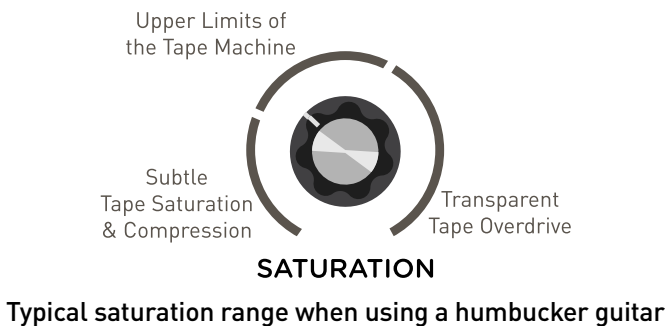 Upper Limits of
the Tape Machine
Subtle
Tape Saturation
& Compression
Transparent
Tape Overdrive
SATURATION
Typical saturation range when using a humbucker guitar